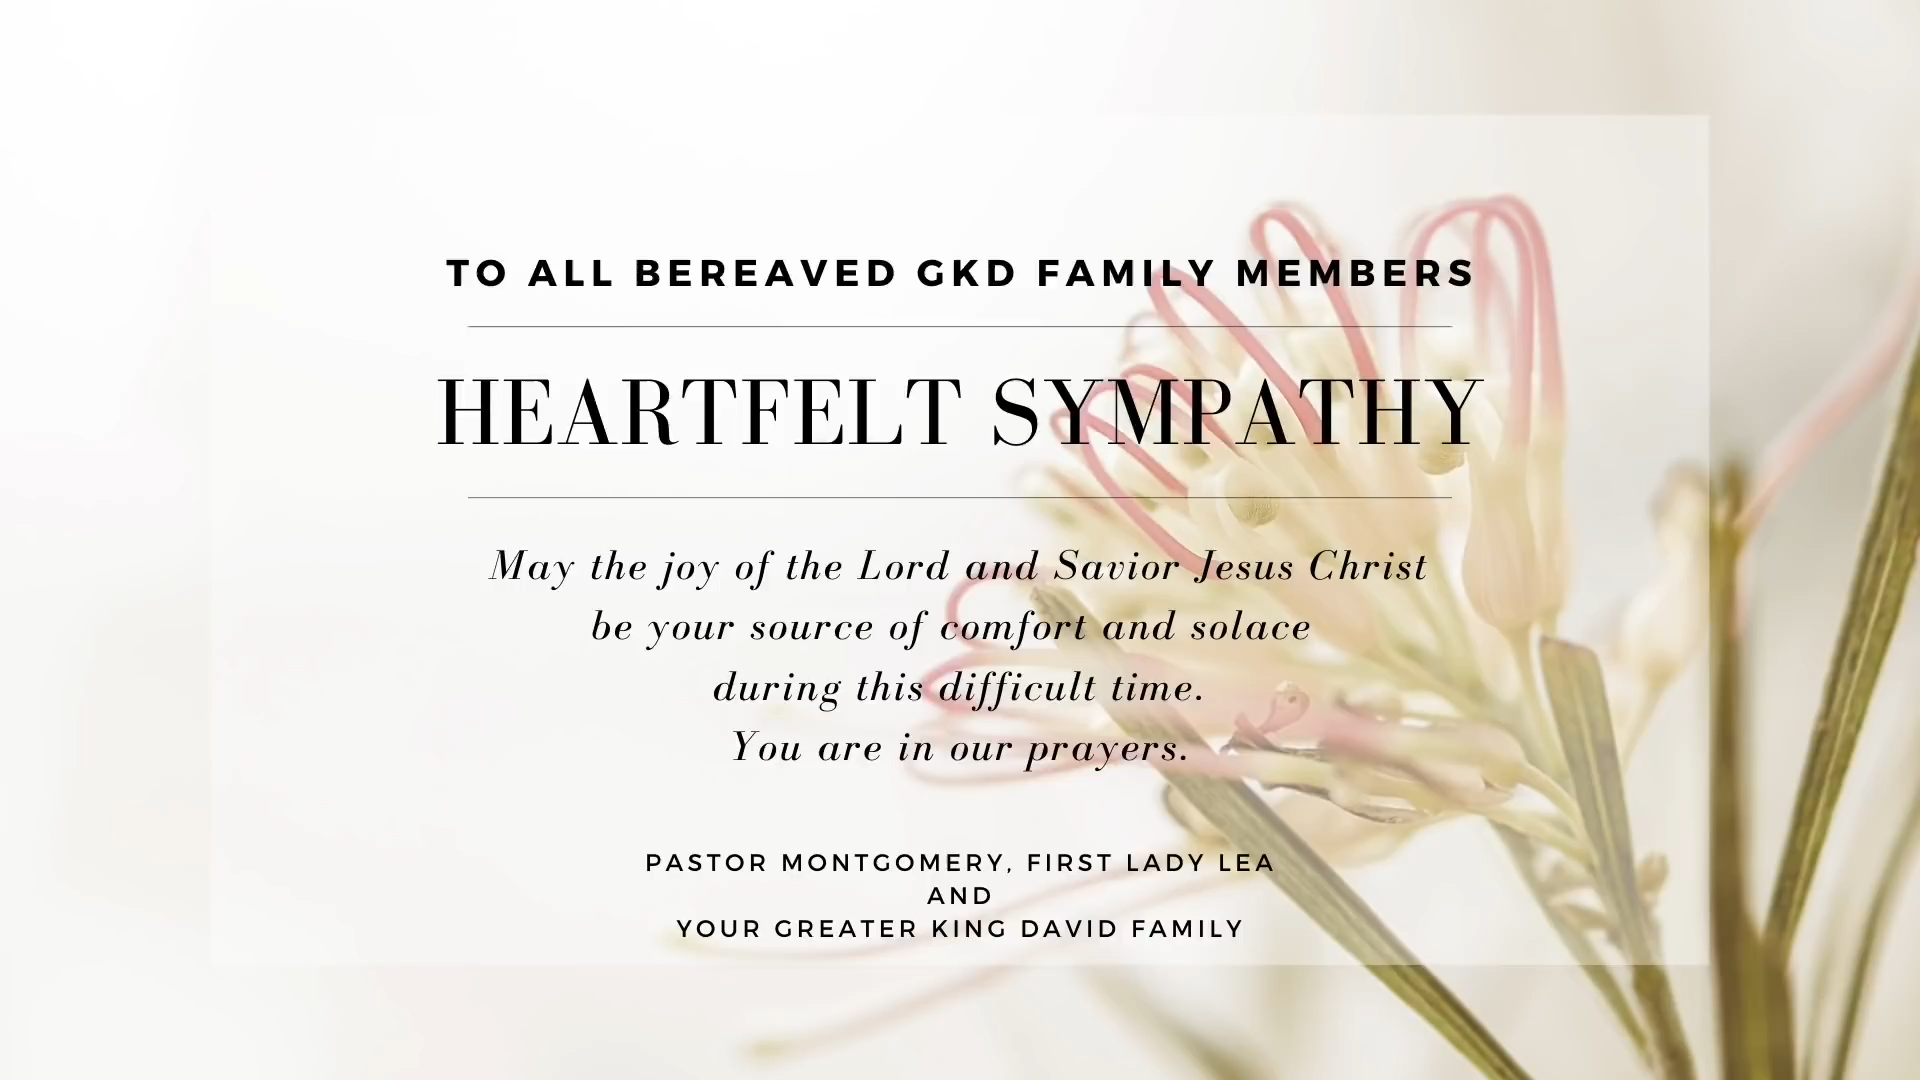 TO ALL BEREAVED GKD FAMILY MEMBERS
HEARTFELT SYMPATHY
May the joy of the Lord and Savior Jesus Christ
be your source of comfort and solace
during this difficult time.
You are in our prayers.
PASTOR MONTGOMERY, FIRST LADY LEA
AND
YOUR GREATER KING DAVID FAMILY